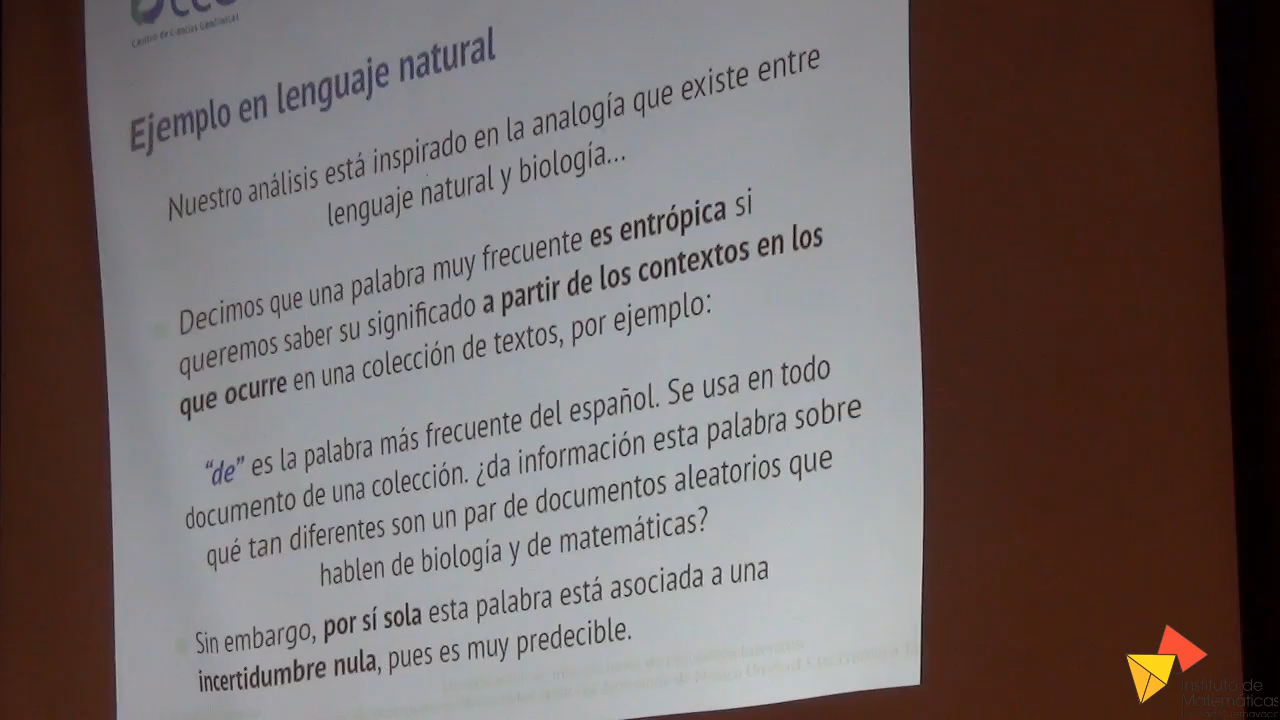 Centro de Ciencias Genómicas
Ejemplo en lenguaje natural
Nuestro análisis está inspirado en la analogía que existe entre
lenguaje natural y biología...
Decimos que una palabra muy frecuente es entrópica si
queremos saber su significado a partir de los contextos en los
que ocurre en una colección de textos, por ejemplo:
“de” es la palabra más frecuente del español. Se usa en todo
documento de una colección. ¿da información esta palabra sobre
qué tan diferentes son un par de documentos aleatorios que
hablen de biología y de matemáticas?
Sin embargo, por sí sola esta palabra está asociada a una
incertidumbre nula, pues es muy predecible.
Instituto de
Matemáticas